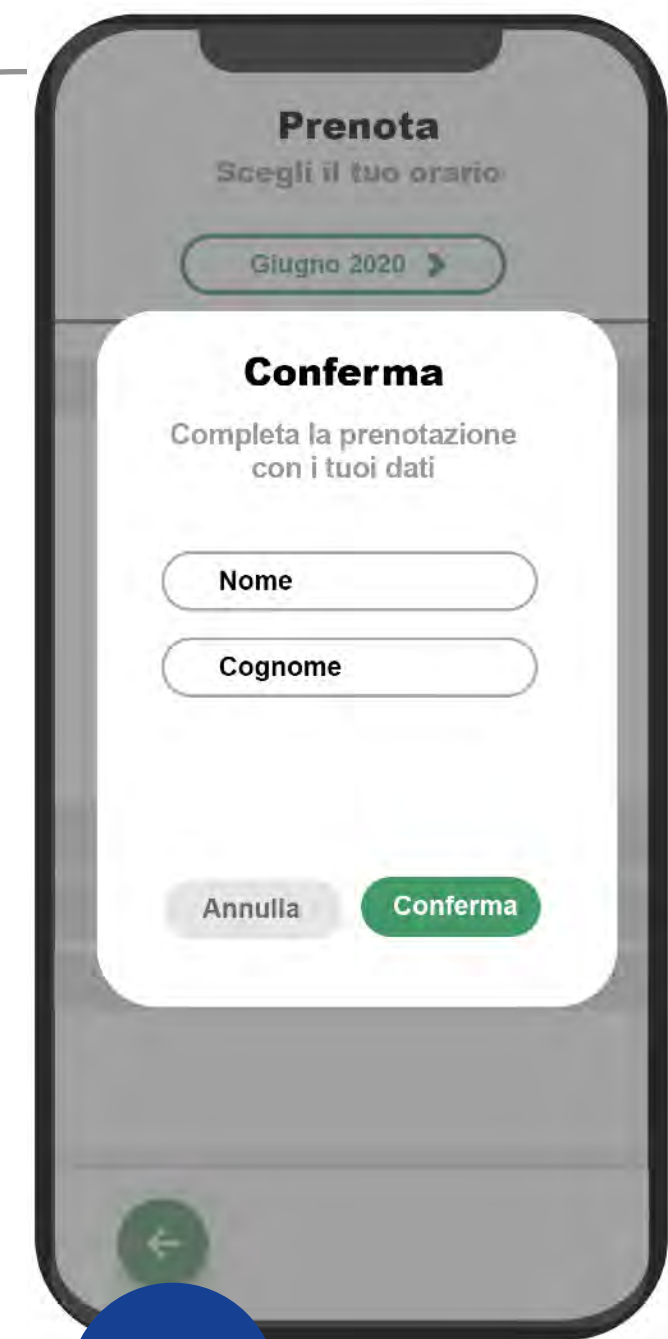 Prenota
Scegli il tuo orario
Giugno 2020
Conferma
Completa la prenotazione
con i tuoi dati
Nome
Cognome
Annulla
Conferma